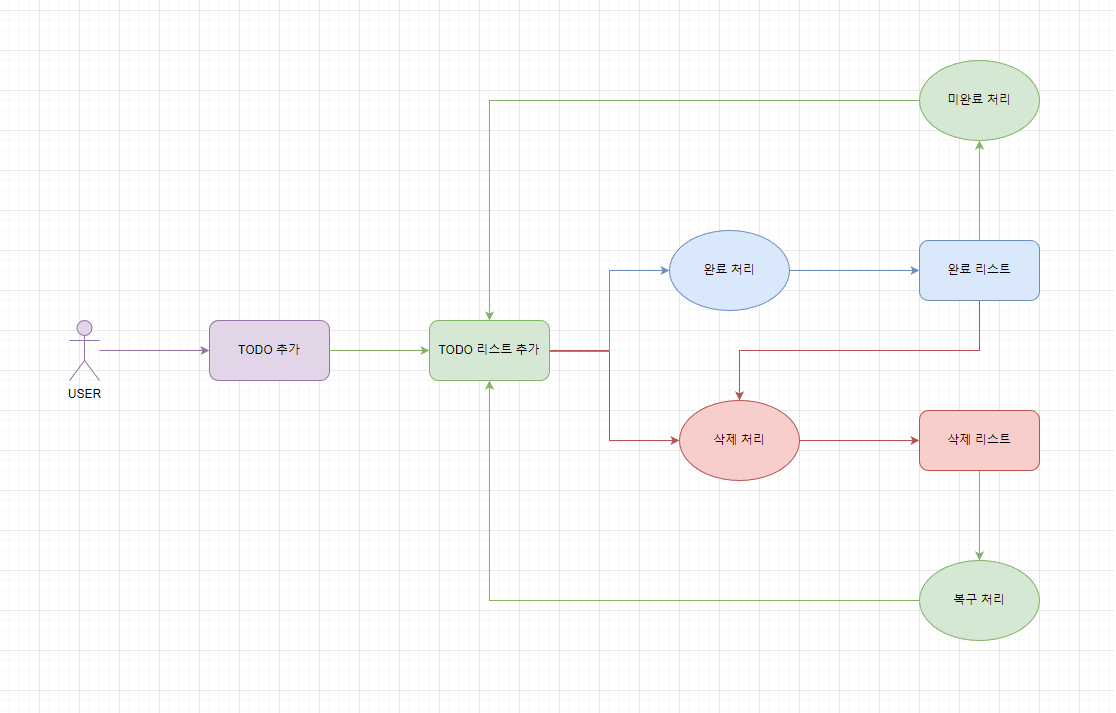 미완료 처리
완료 처리
완료 리스트
USER
TODO 추가
TODO 리스트 추가
삭제 처리
삭제 리스트
복구 처리